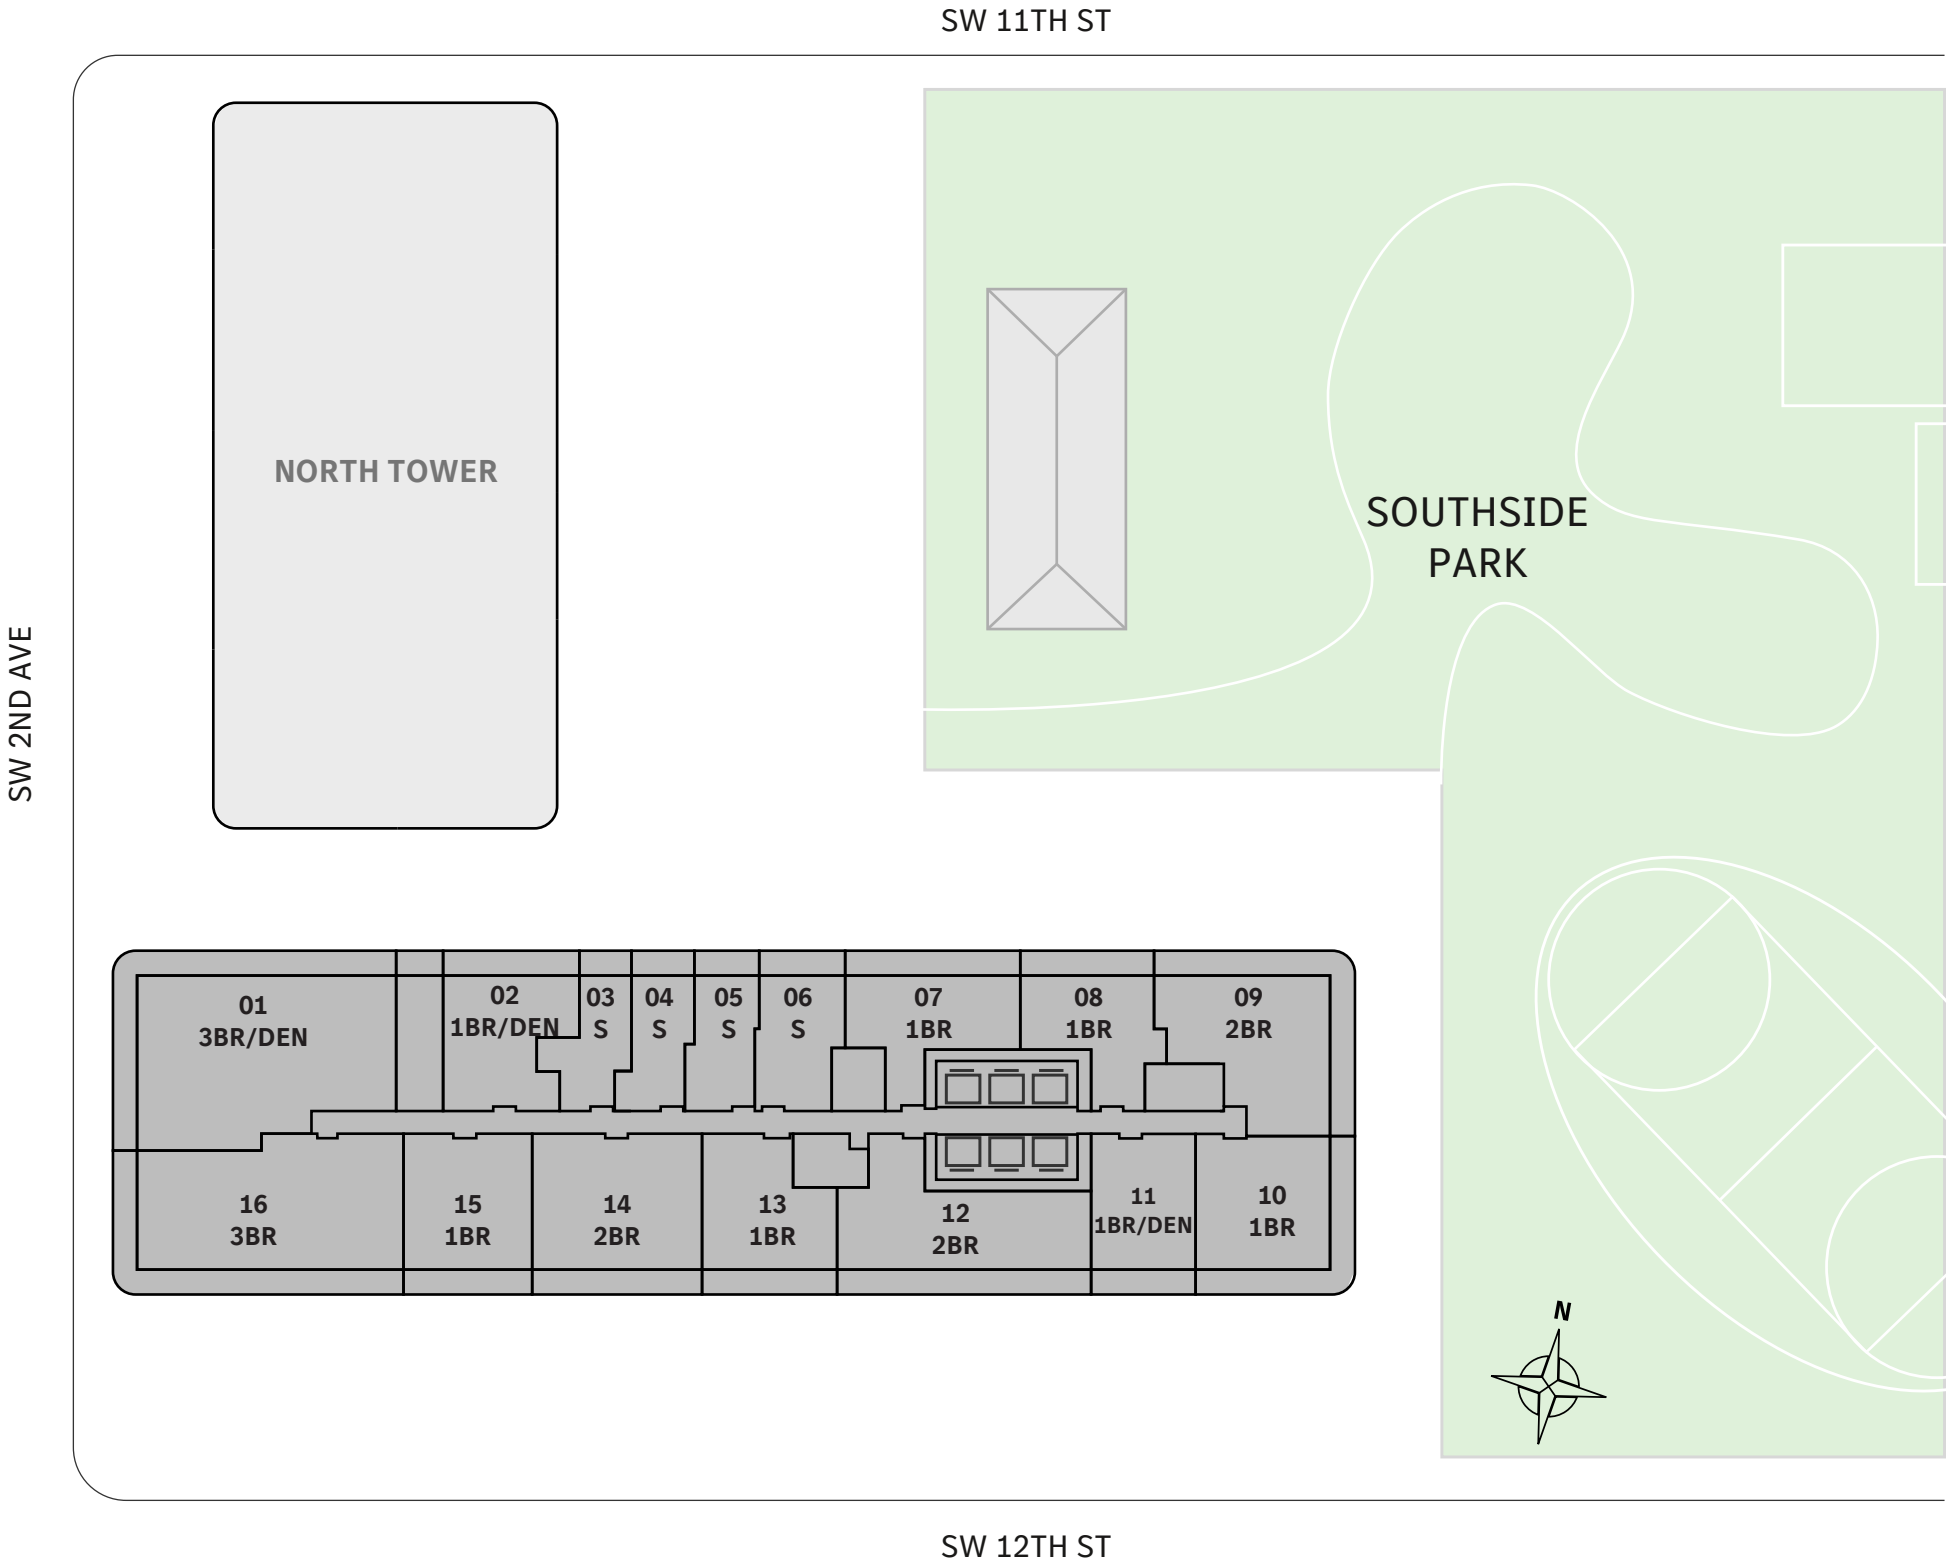 SW 11TH ST
NORTH TOWER
SOUTHSIDE
PARK
SW 2ND AVE
01
3BR/DEN
02
1BR/DEN
03
S
04
S
05
S
06
S
07
1BR
08
1BR
09
2BR
16
3BR
15
1BR
14
2BR
13
1BR
12
2BR
11
1BR/DEN
10
1BR
N
SW 12TH ST